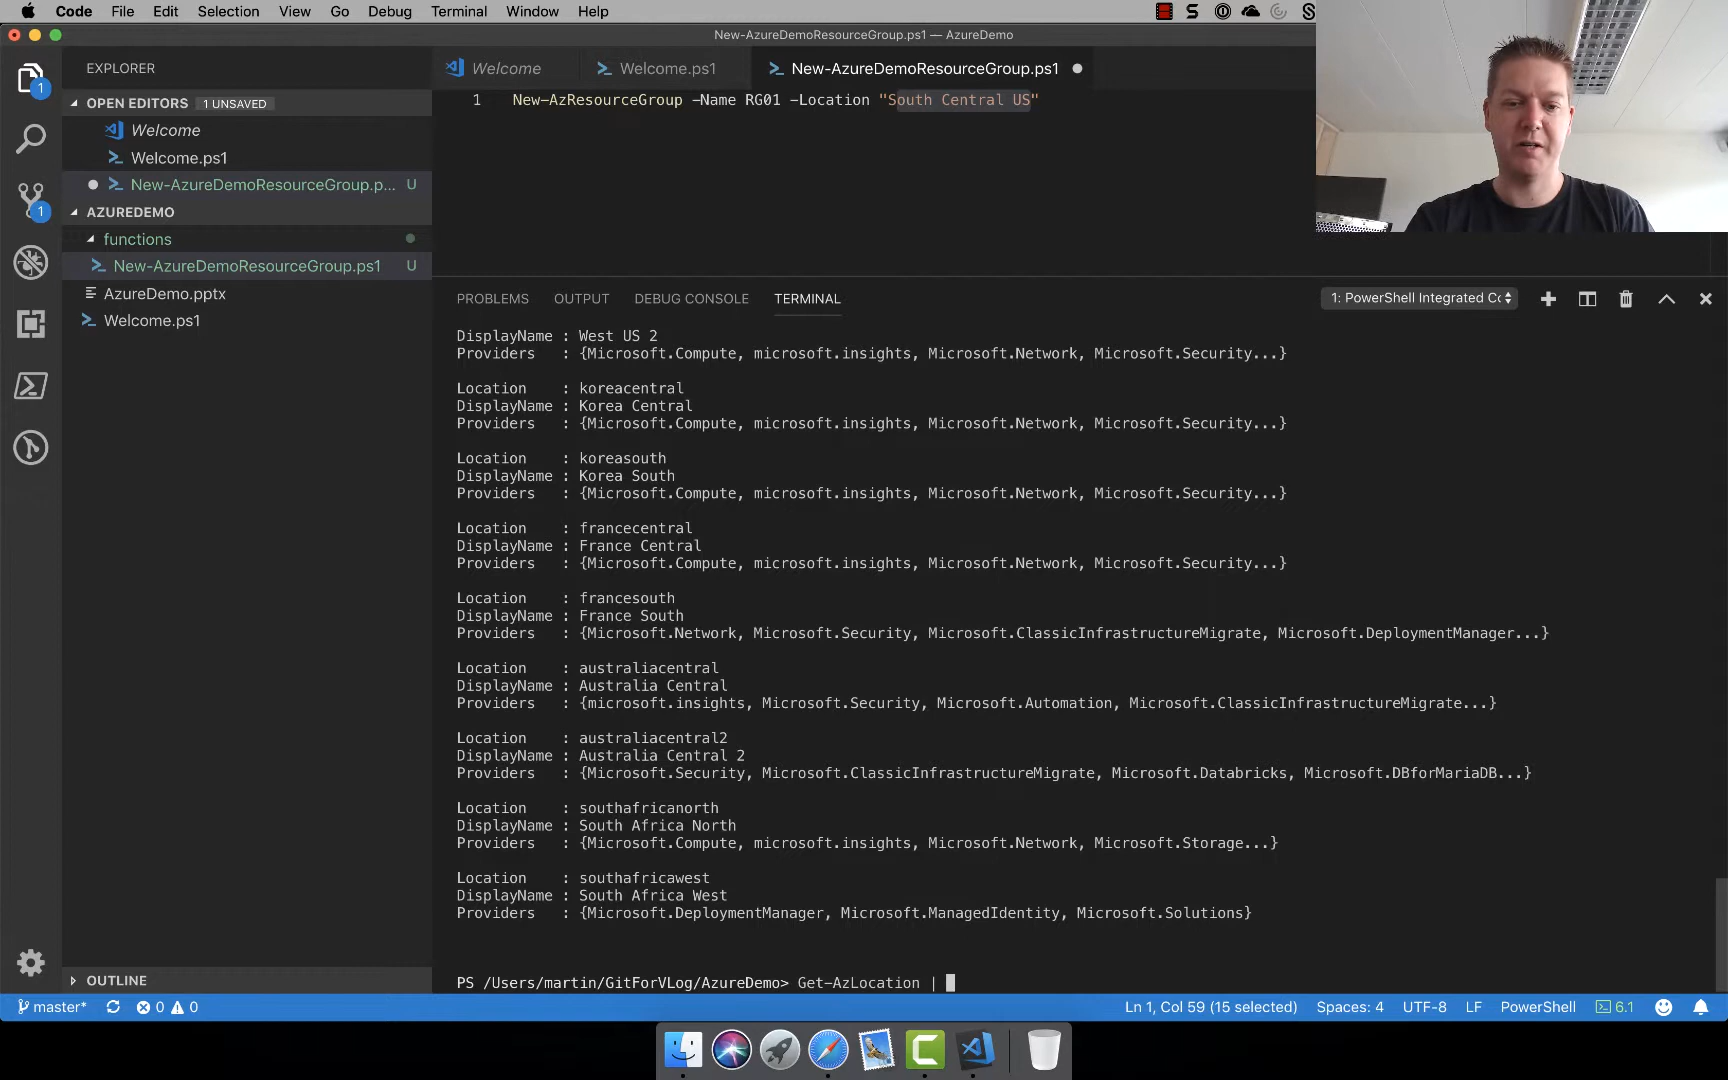 Code File Edit Selection View Go Debug Terminal Window Help
New-AzureDemoResourceGroup.ps1 — AzureDemo
EXPLORER
OPEN EDITORS 1 UNSAVED
Welcome
Welcome.ps1
New-AzureDemoResourceGroup.p... U
AZUREDEMO
functions
New-AzureDemoResourceGroup.ps1 U
AzureDemo.pptx
Welcome.ps1
OUTLINE
1
1
Welcome Welcome.ps1 New-AzureDemoResourceGroup.ps1
1 New-AzResourceGroup -Name RG01 -Location "South Central US"
PROBLEMS OUTPUT DEBUG CONSOLE TERMINAL 1: PowerShell Integrated Cc
DisplayName : West US 2
Providers : {Microsoft.Compute, microsoft.insights, Microsoft.Network, Microsoft.Security...}
Location : koreacentral
DisplayName : Korea Central
Providers : {Microsoft.Compute, microsoft.insights, Microsoft.Network, Microsoft.Security...}
Location : koreasouth
DisplayName : Korea South
Providers : {Microsoft.Compute, microsoft.insights, Microsoft.Network, Microsoft.Security...}
Location : francecentral
DisplayName : France Central
Providers : {Microsoft.Compute, microsoft.insights, Microsoft.Network, Microsoft.Security...}
Location : francesouth
DisplayName : France South
Providers : {Microsoft.Network, Microsoft.Security, Microsoft.ClassicInfrastructureMigrate, Microsoft.DeploymentManager...}
Location : australiacentral
DisplayName : Australia Central
Providers : {microsoft.insights, Microsoft.Security, Microsoft.Automation, Microsoft.ClassicInfrastructureMigrate...}
Location : australiacentral2
DisplayName : Australia Central 2
Providers : {Microsoft.Security, Microsoft.ClassicInfrastructureMigrate, Microsoft.Databricks, Microsoft.DBforMariaDB...}
Location : southafricanorth
DisplayName : South Africa North
Providers : {Microsoft.Compute, microsoft.insights, Microsoft.Network, Microsoft.Storage...}
Location : southafricawest
DisplayName : South Africa West
Providers : {Microsoft.DeploymentManager, Microsoft.ManagedIdentity, Microsoft.Solutions}
PS /Users/martin/GitForVLog/AzureDemo> Get-AzLocation |
master* 0 0 Ln 1, Col 59 (15 selected) Spaces: 4 UTF-8 LF PowerShell 6.1